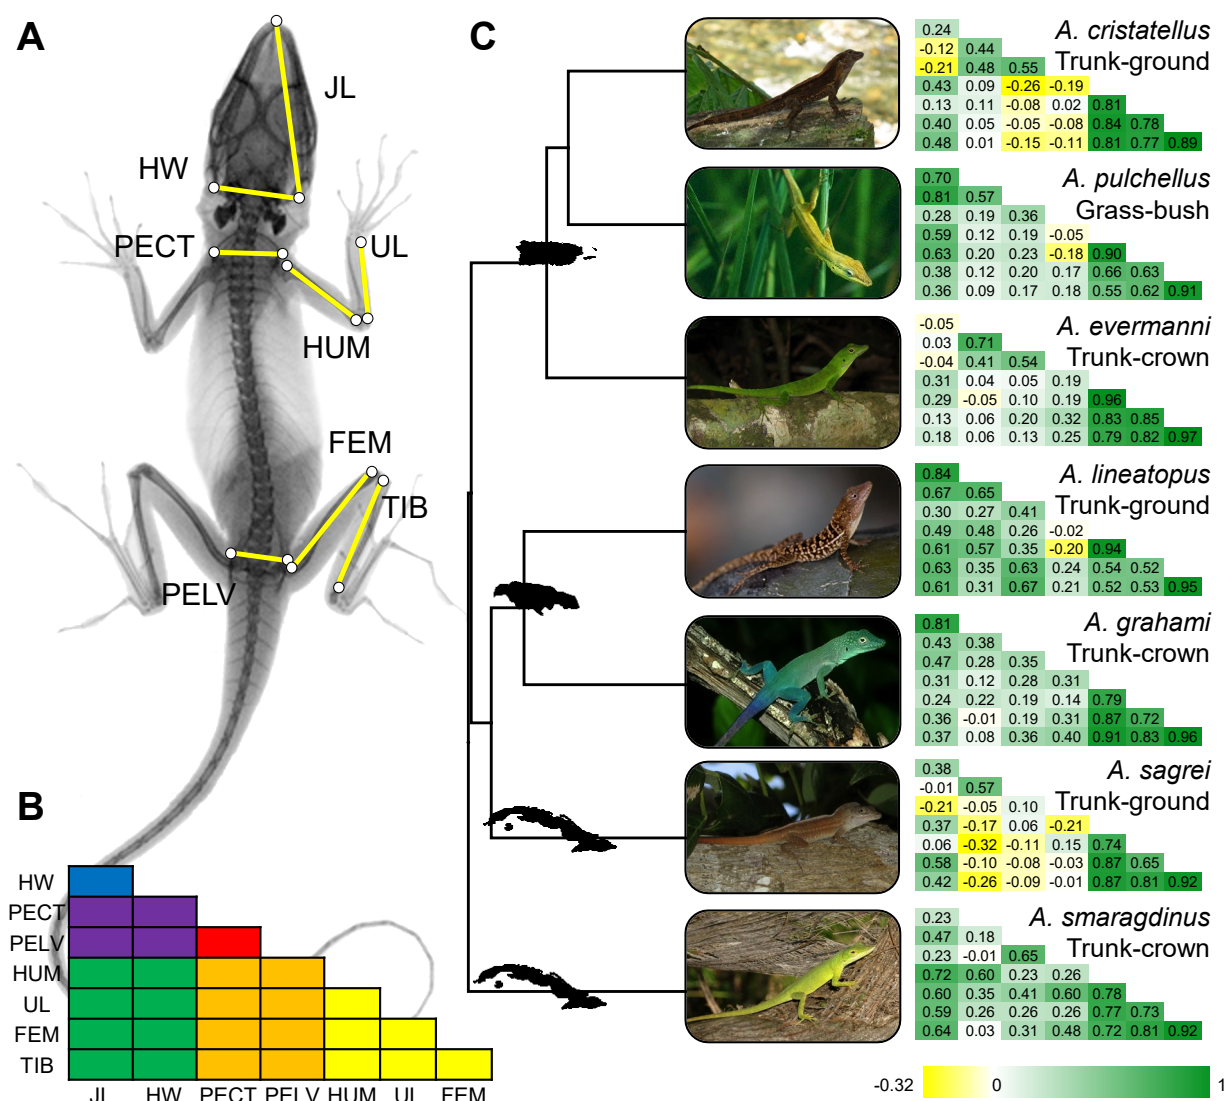 A
JL
HW
PECT
UL
HUM
FEM
TIB
PELV
B
HW
PECT
PELV
HUM
UL
FEM
TIB
JL HW PECT PELV HUM UL FEM
C
A. cristatellus
Trunk-ground
0.24
-0.12 0.44
-0.21 0.48 0.55
0.43 0.09 -0.26 -0.19
0.13 0.11 -0.08 0.02 0.81
0.40 0.05 -0.05 -0.08 0.84 0.78
0.48 0.01 -0.15 -0.11 0.81 0.77 0.89
A. pulchellus
Grass-bush
0.70
0.81 0.57
0.28 0.19 0.36
0.59 0.12 0.19 -0.05
0.63 0.20 0.23 -0.18 0.90
0.38 0.12 0.20 0.17 0.66 0.63
0.36 0.09 0.17 0.18 0.55 0.62 0.91
A. evermanni
Trunk-crown
-0.05
0.03 0.71
-0.04 0.41 0.54
0.31 0.04 0.05 0.19
0.29 -0.05 0.10 0.19 0.96
0.13 0.06 0.20 0.32 0.83 0.85
0.18 0.06 0.13 0.25 0.79 0.82 0.97
A. lineatopus
Trunk-ground
0.84
0.67 0.65
0.30 0.27 0.41
0.49 0.48 0.26 -0.02
0.61 0.57 0.35 -0.20 0.94
0.63 0.35 0.63 0.24 0.54 0.52
0.61 0.31 0.67 0.21 0.52 0.53 0.95
A. grahami
Trunk-crown
0.81
0.43 0.38
0.47 0.28 0.35
0.31 0.12 0.28 0.31
0.24 0.22 0.19 0.14 0.79
0.36 -0.01 0.19 0.31 0.87 0.72
0.37 0.08 0.36 0.40 0.91 0.83 0.96
A. sagrei
Trunk-ground
0.38
-0.01 0.57
-0.21 -0.05 0.10
0.37 -0.17 0.06 -0.21
0.06 -0.32 -0.11 0.15 0.74
0.58 -0.10 -0.08 -0.03 0.87 0.65
0.42 -0.26 -0.09 -0.01 0.87 0.81 0.92
A. smaragdinus
Trunk-crown
0.23
0.47 0.18
0.23 -0.01 0.65
0.72 0.60 0.23 0.26
0.60 0.35 0.41 0.60 0.78
0.59 0.26 0.26 0.26 0.77 0.73
0.64 0.03 0.31 0.48 0.72 0.81 0.92
-0.32 0 1